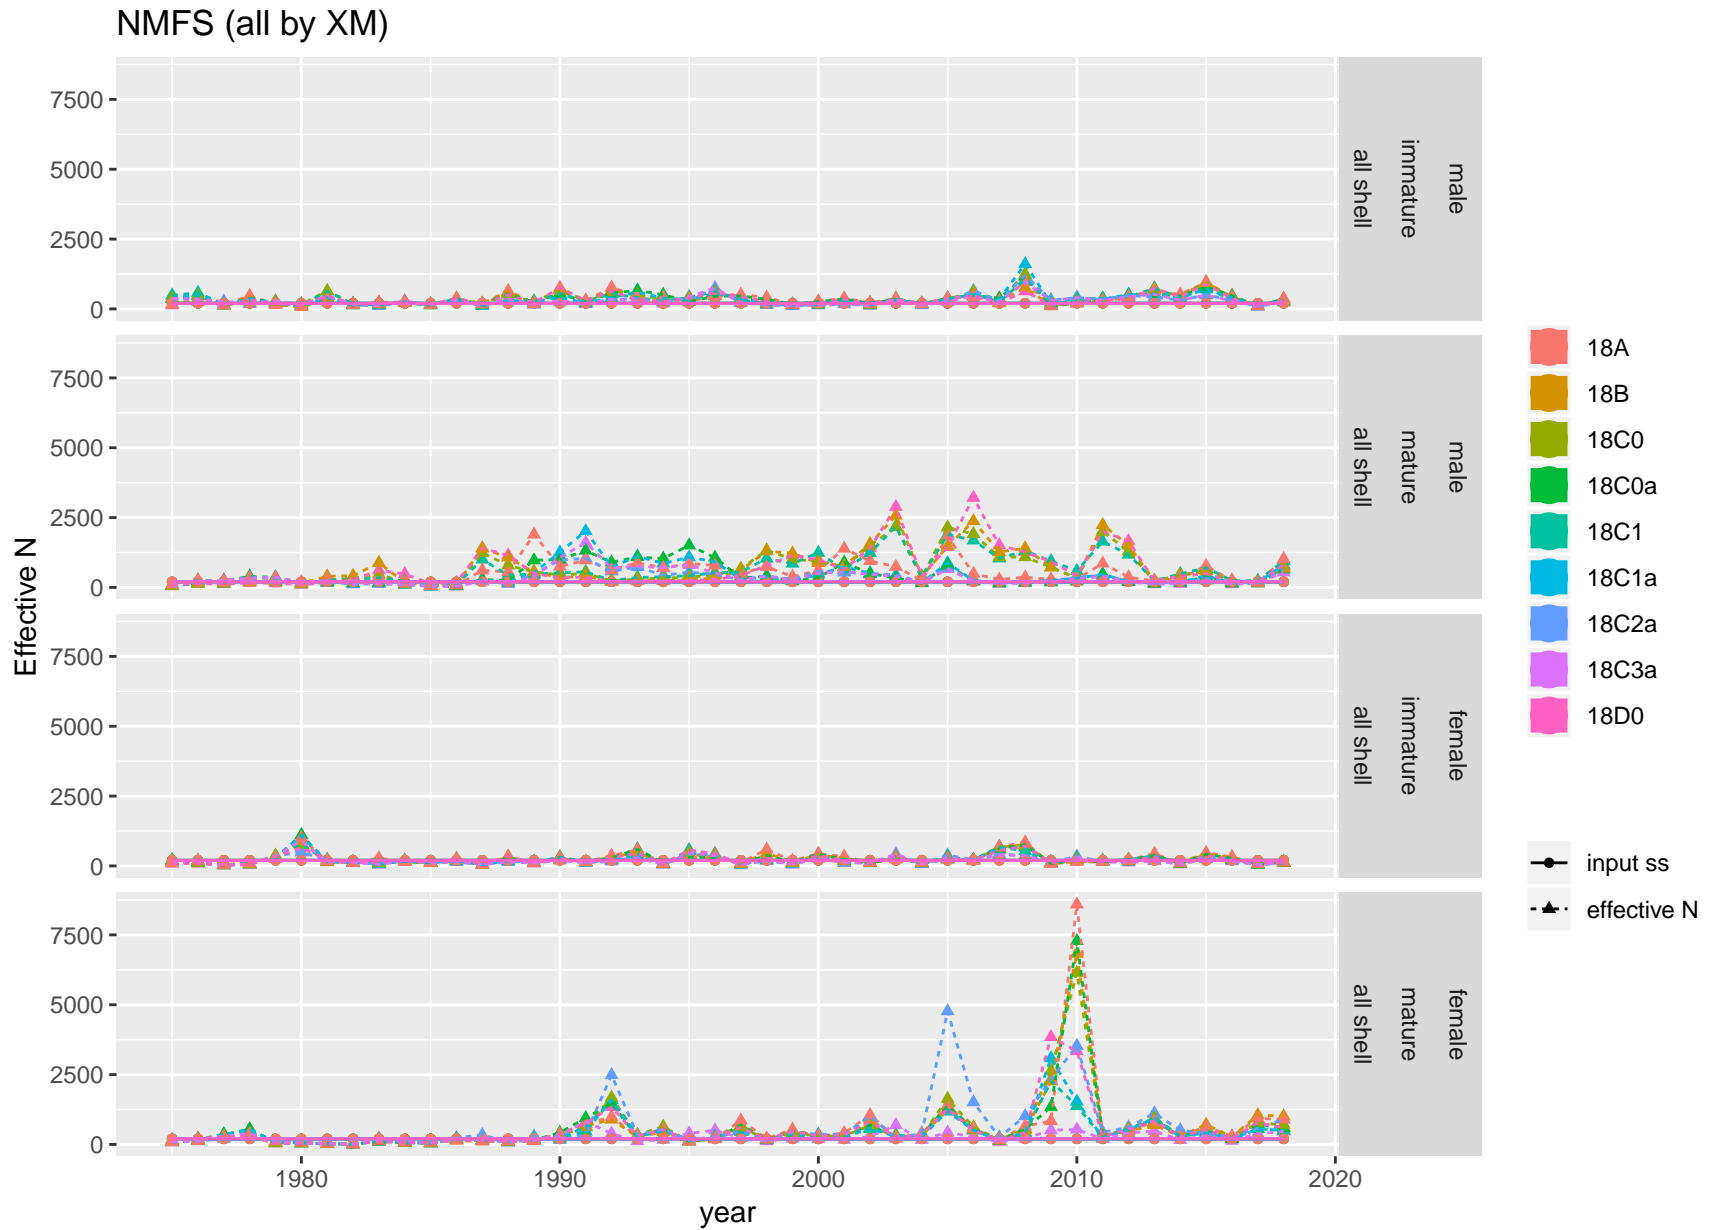 NMFS (all by XM)
7500
5000
2500
0
all shell
immature
male
7500
5000
2500
0
all shell
mature
male
7500
5000
2500
0
all shell
immature
female
7500
5000
2500
0
all shell
mature
female
Effective N
1980
1990
2000
2010
2020
year
18A
18B
18C0
18C0a
18C1
18C1a
18C2a
18C3a
18D0
input ss
effective N